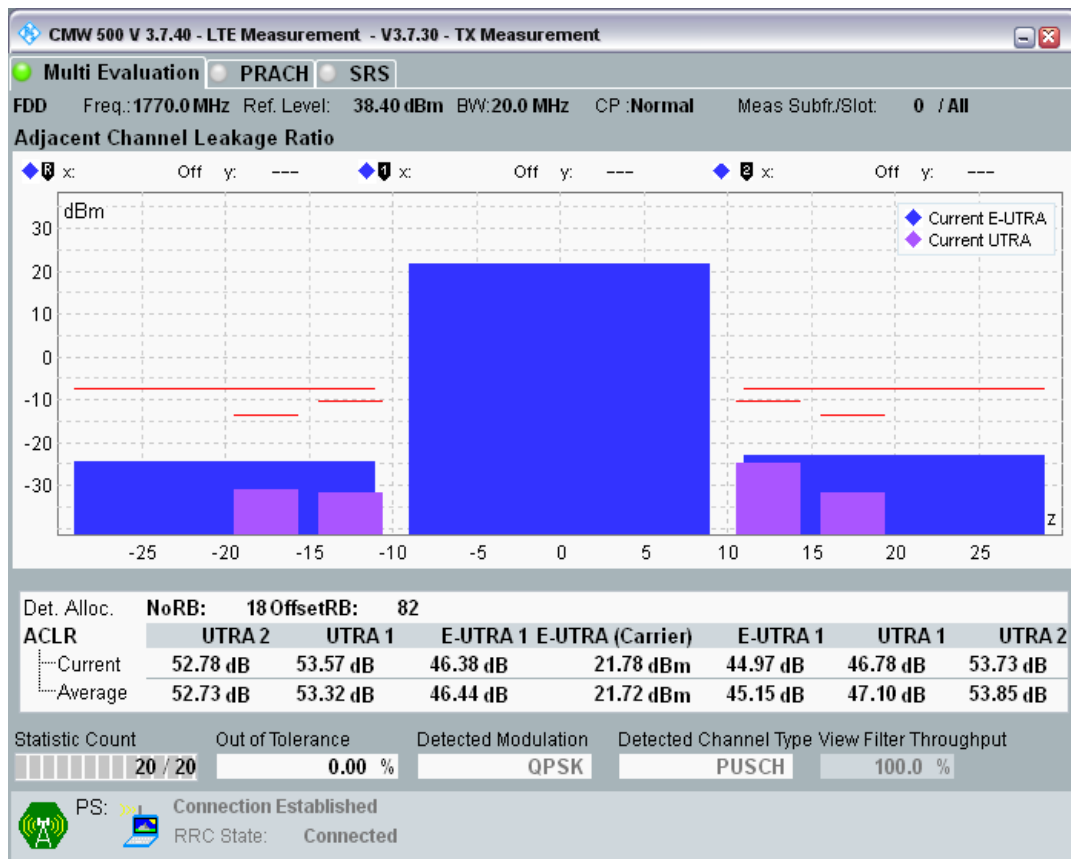 CMW 500 V 3.7.40 - LTE Measurement  - V3.7.30 - TX Measurement
Multi Evaluation PRACH SRS
FDD Freq.:1770.0 MHz Ref. Level: 38.40 dBm BW:20.0 MHz CP :Normal Meas Subfr./Slot: 0 / All
Adjacent Channel Leakage Ratio
R x: Off y: --- 1 x: Off y: --- 2 x: Off y: ---
dBm
Current E-UTRA
Current UTRA
30
20
10
0
-10
-20
-30
z
-25 -20 -15 -10 -5 0 5 10 15 20 25
Det. Alloc. NoRB: 18 OffsetRB: 82
ACLR UTRA 2 UTRA 1 E-UTRA 1 E-UTRA (Carrier) E-UTRA 1 UTRA 1 UTRA 2
Current 52.78 dB 53.57 dB 46.38 dB 21.78 dBm 44.97 dB 46.78 dB 53.73 dB
Average 52.73 dB 53.32 dB 46.44 dB 21.72 dBm 45.15 dB 47.10 dB 53.85 dB
Statistic Count Out of Tolerance Detected Modulation Detected Channel Type View Filter Throughput
20 / 20 0.00 % QPSK PUSCH 100.0 %
PS: Connection Established
RRC State: Connected